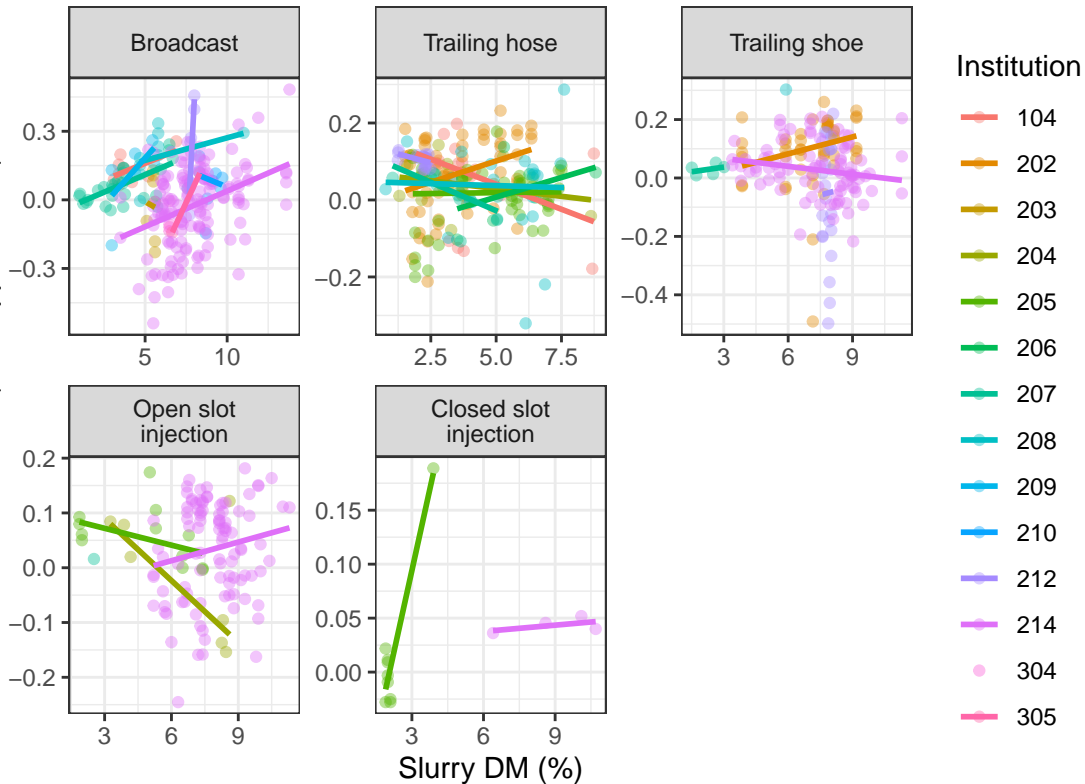 Broadcast
Trailing hose
Trailing shoe
0.3
0.0
−0.3
5 10
0.2
0.0
−0.2
2.5 5.0 7.5
0.2
0.0
−0.2
−0.4
3 6 9
Open slot
injection
Closed slot
injection
0.2
0.1
0.0
−0.1
−0.2
3 6 9
0.15
0.10
0.05
0.00
3 6 9
Slurry DM (%)
Institution
104
202
203
204
205
206
207
208
209
210
212
214
304
305